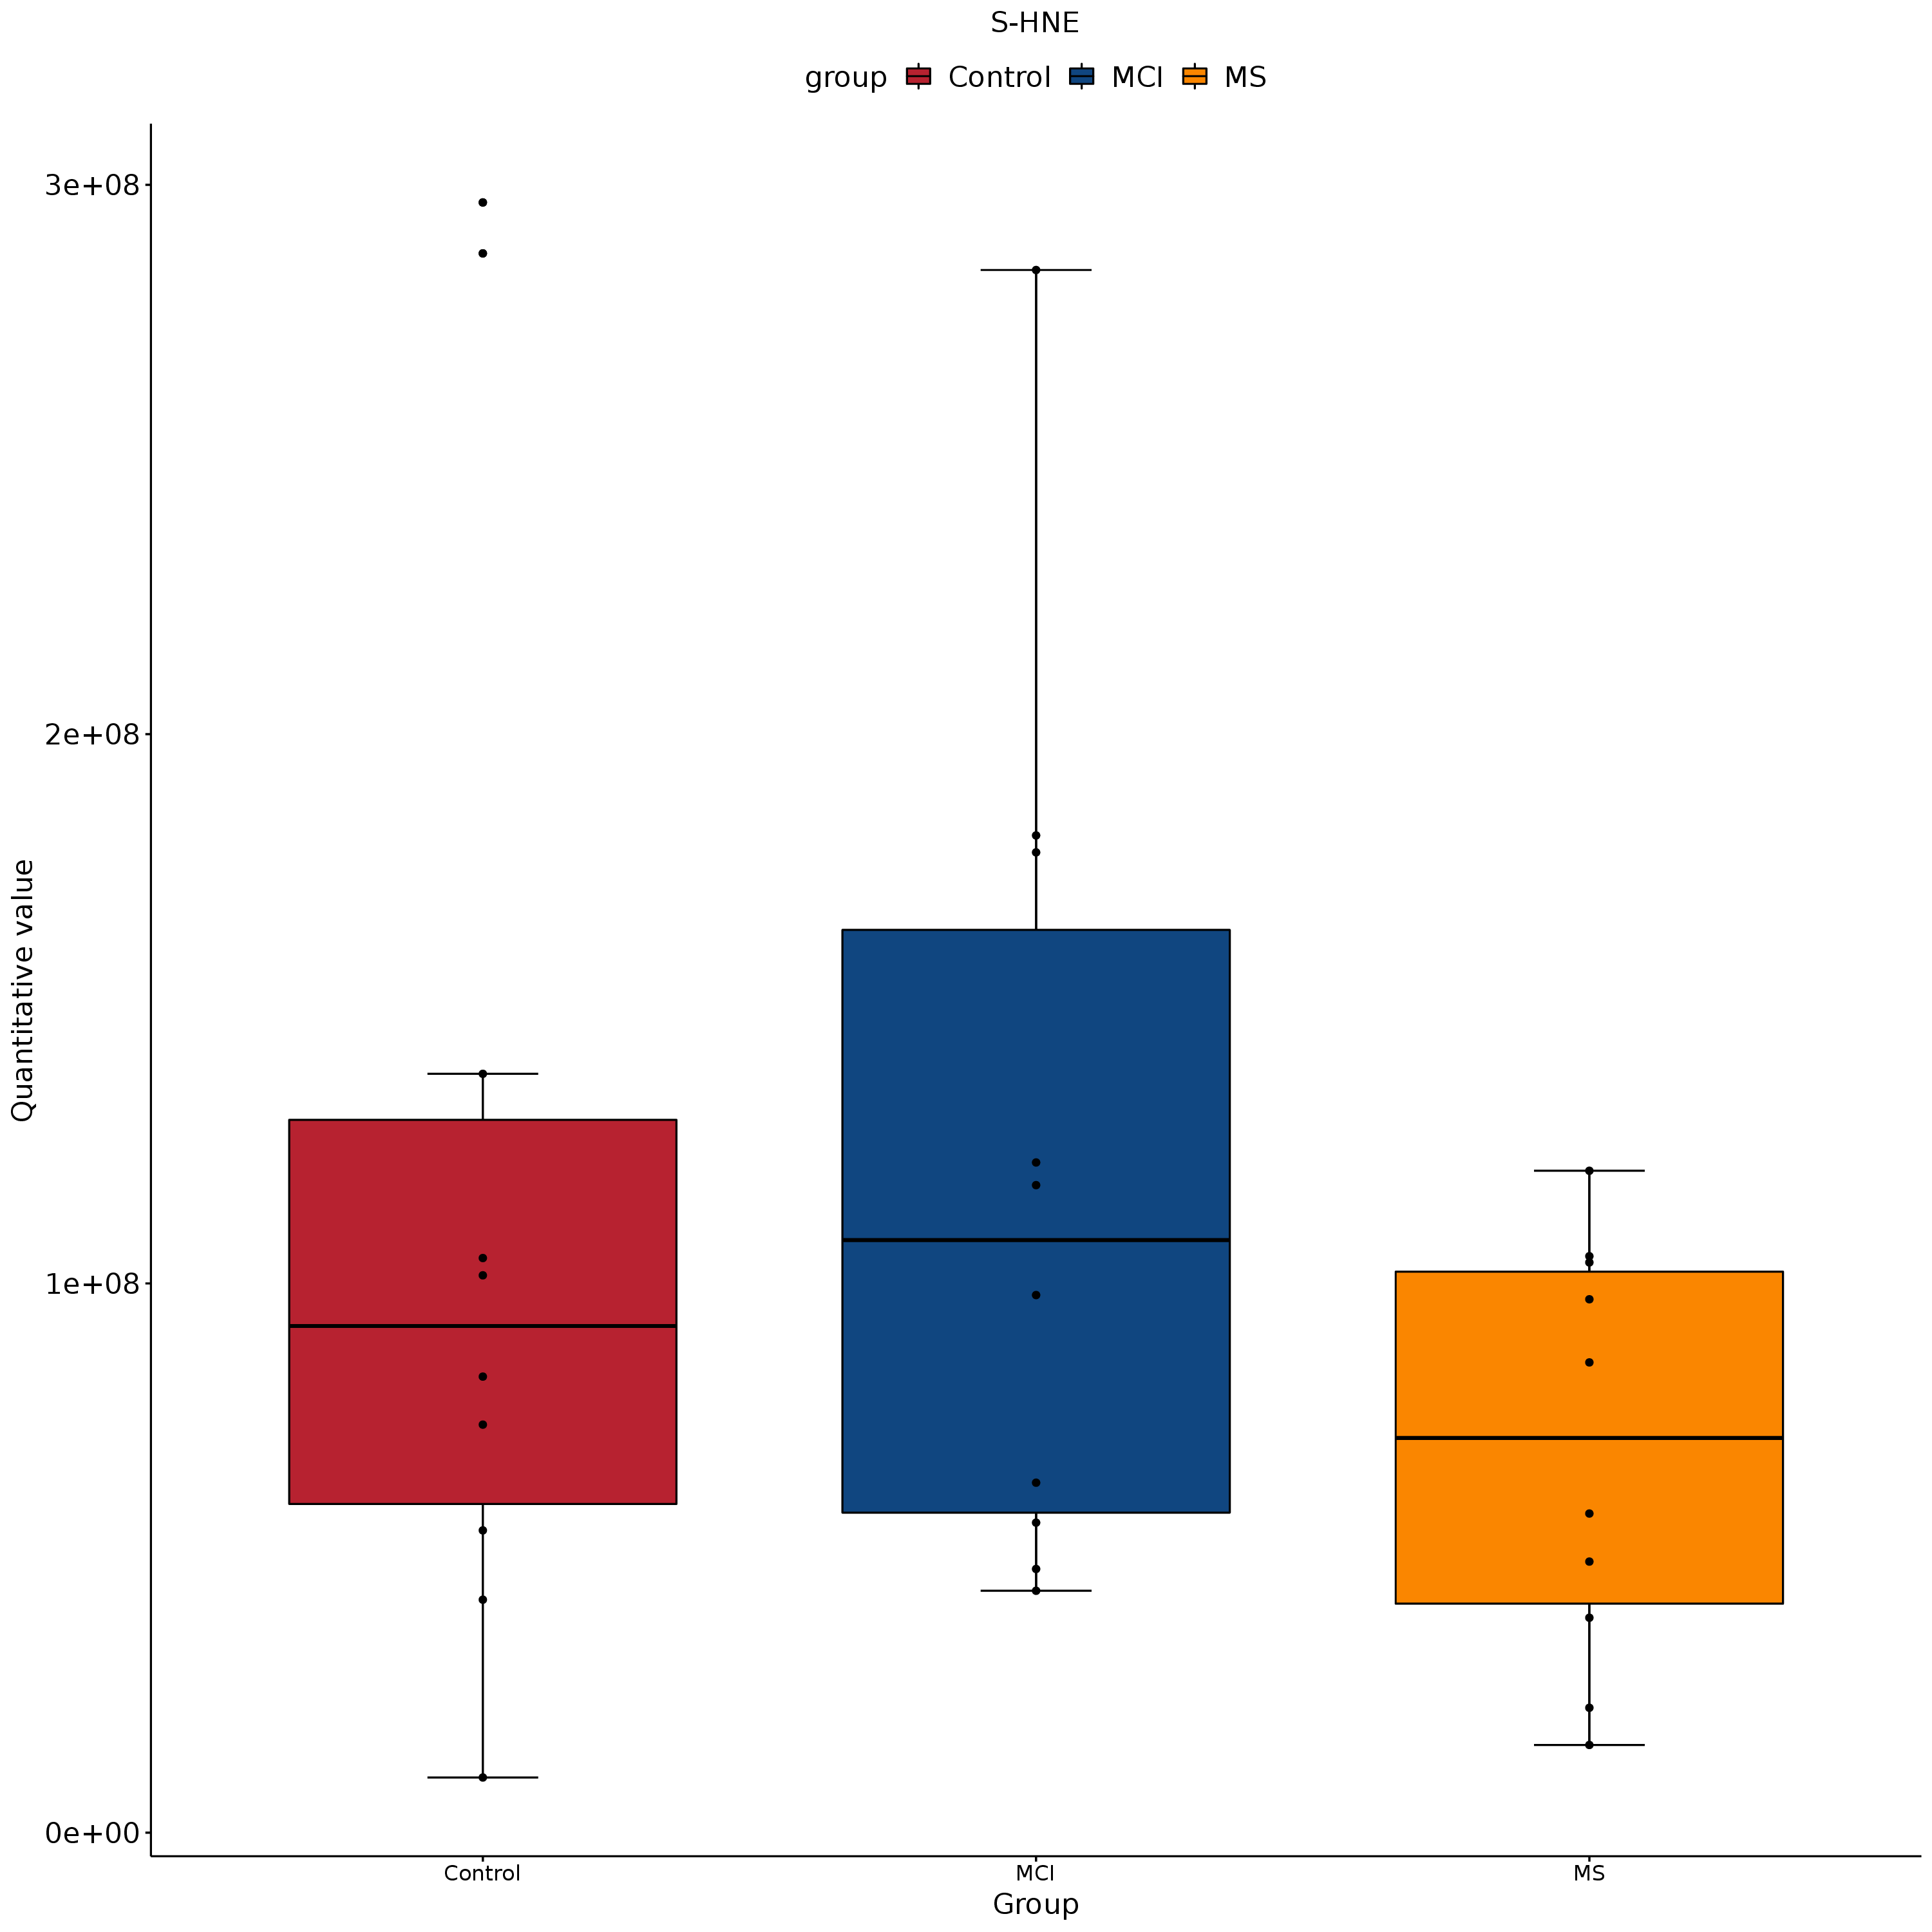 S-HNE
group Control MCI MS
3e+08
2e+08
1e+08
0e+00
Quantitative value
Control MCI MS
Group